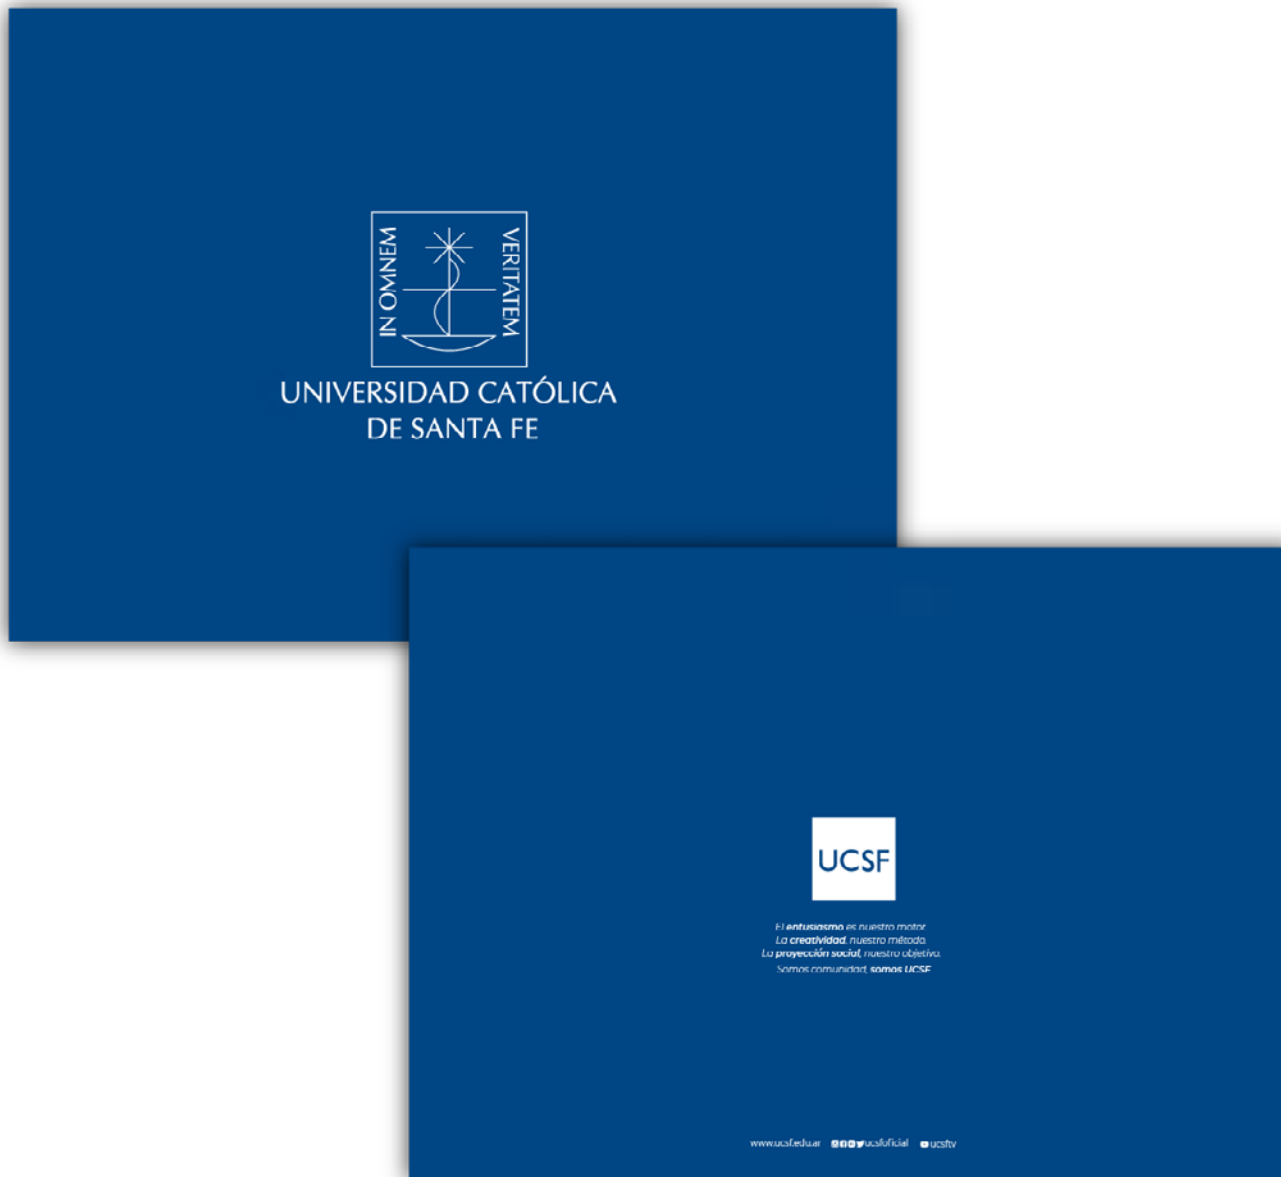 IN OMNEM
VERITATEM
UNIVERSIDAD CATÓLICA
DE SANTA FE
UCSF
El entusiasmo es nuestro motor.
La creatividad, nuestro método.
La proyección social, nuestro objetivo.
Somos comunidad, somos UCSF
www.ucsf.edu.ar ucsfoficial ucsftv